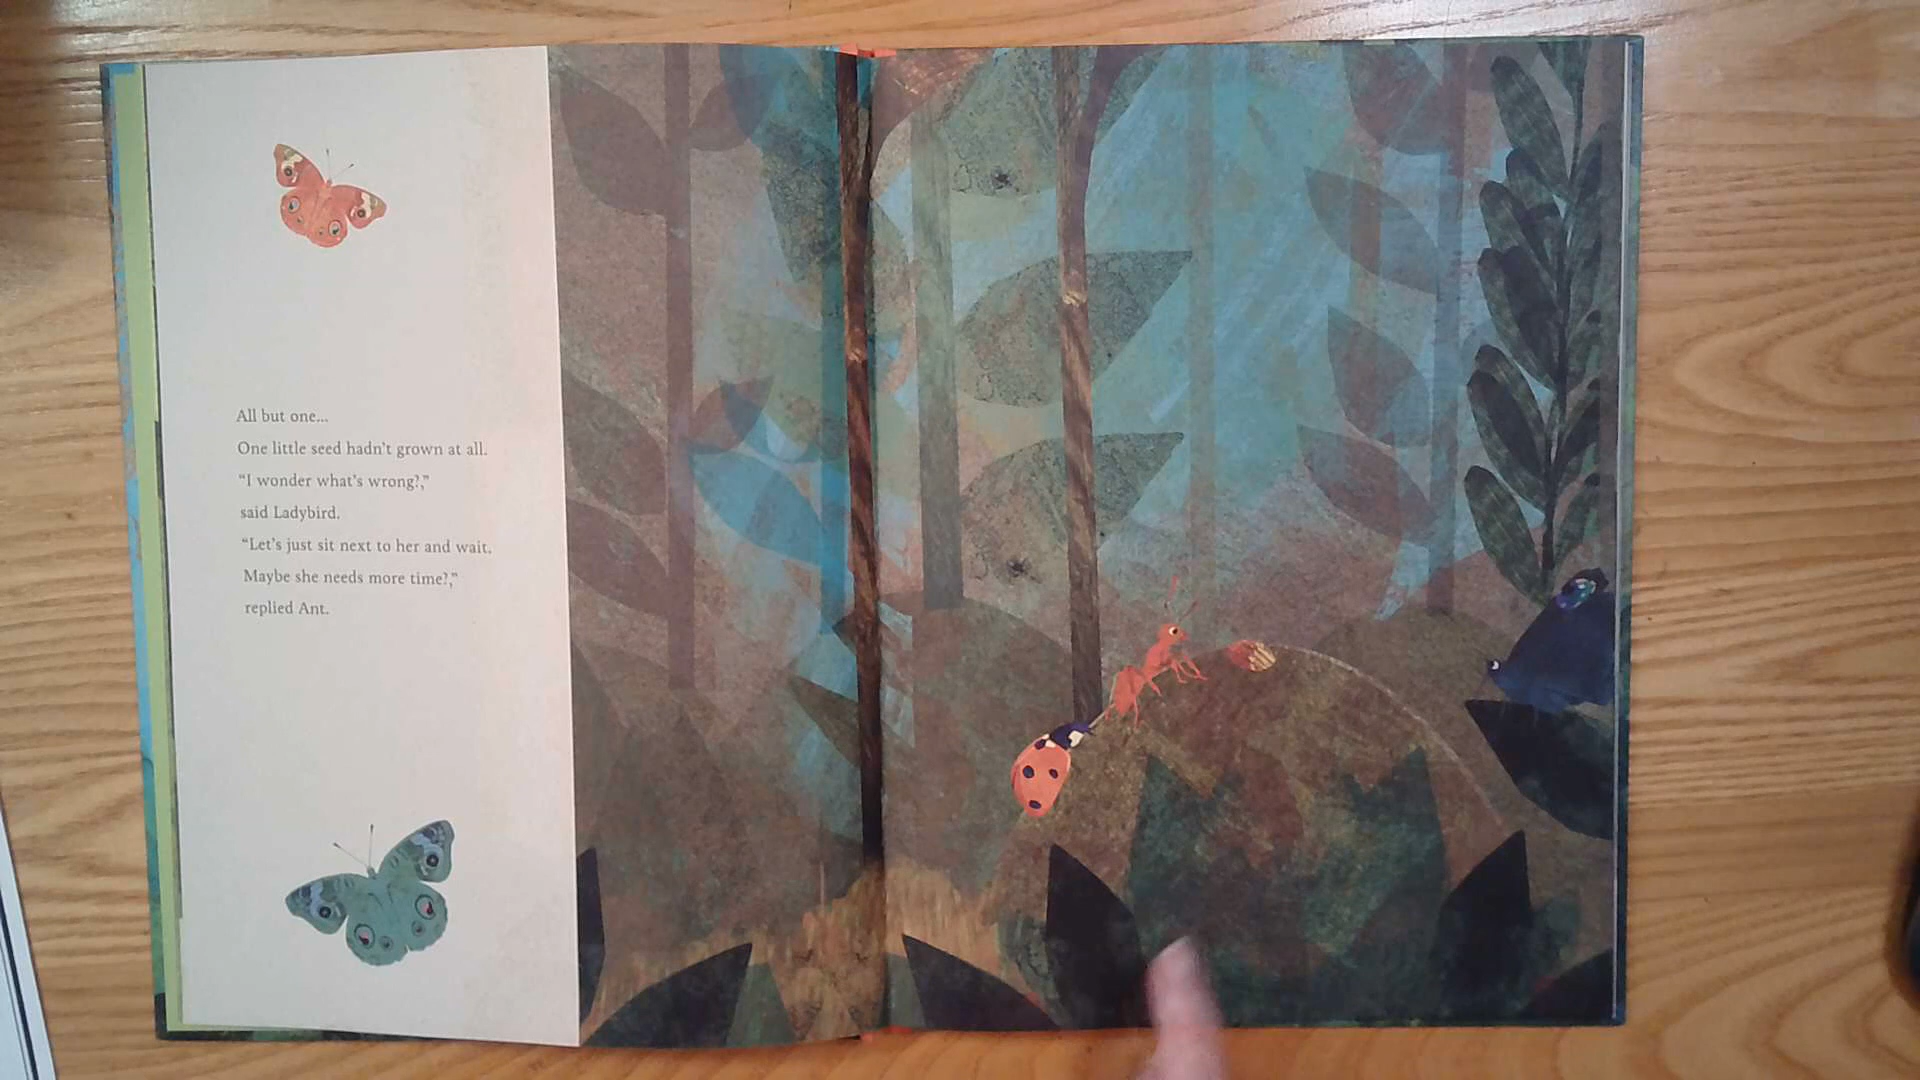 All but one...
One little seed hadn't grown at all.
“I wonder what's wrong?,”
said Ladybird.
“Let's just sit next to her and wait.
Maybe she needs more time?,”
replied Ant.